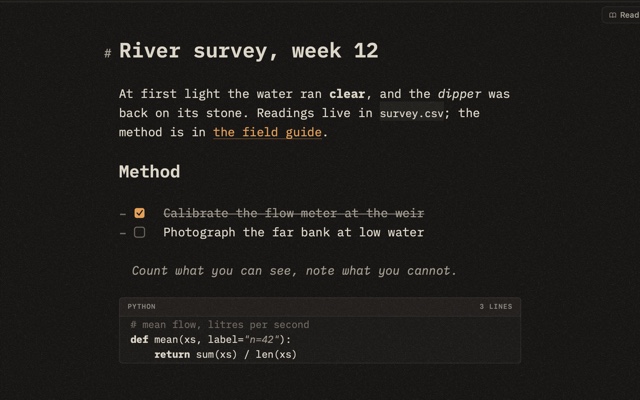 Read
# River survey, week 12
At first light the water ran clear, and the dipper was
back on its stone. Readings live in survey.csv; the
method is in the field guide.
Method
– Calibrate the flow meter at the weir
– Photograph the far bank at low water
Count what you can see, note what you cannot.
PYTHON 3 LINES
# mean flow, litres per second
def mean(xs, label="n=42"):
    return sum(xs) / len(xs)